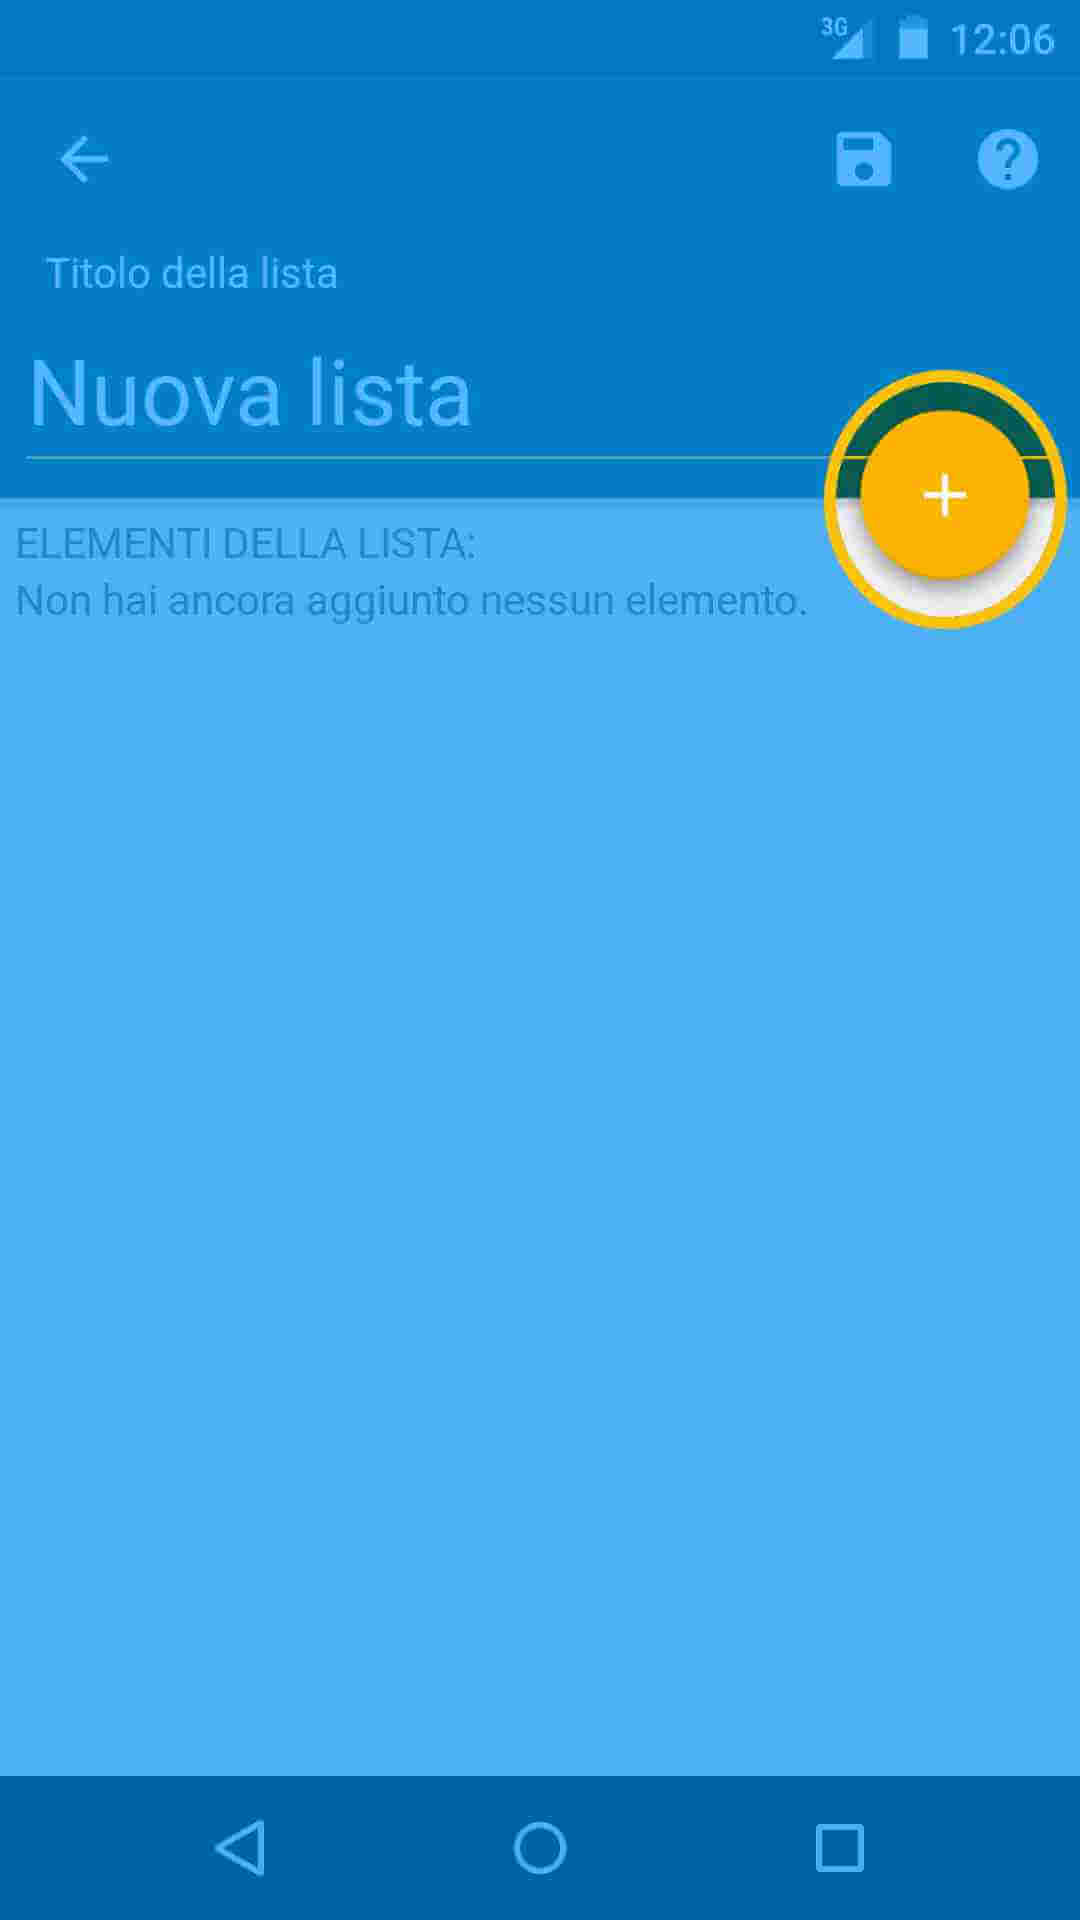 3G 12:06
Titolo della lista
Nuova lista
ELEMENTI DELLA LISTA:
Non hai ancora aggiunto nessun elemento.